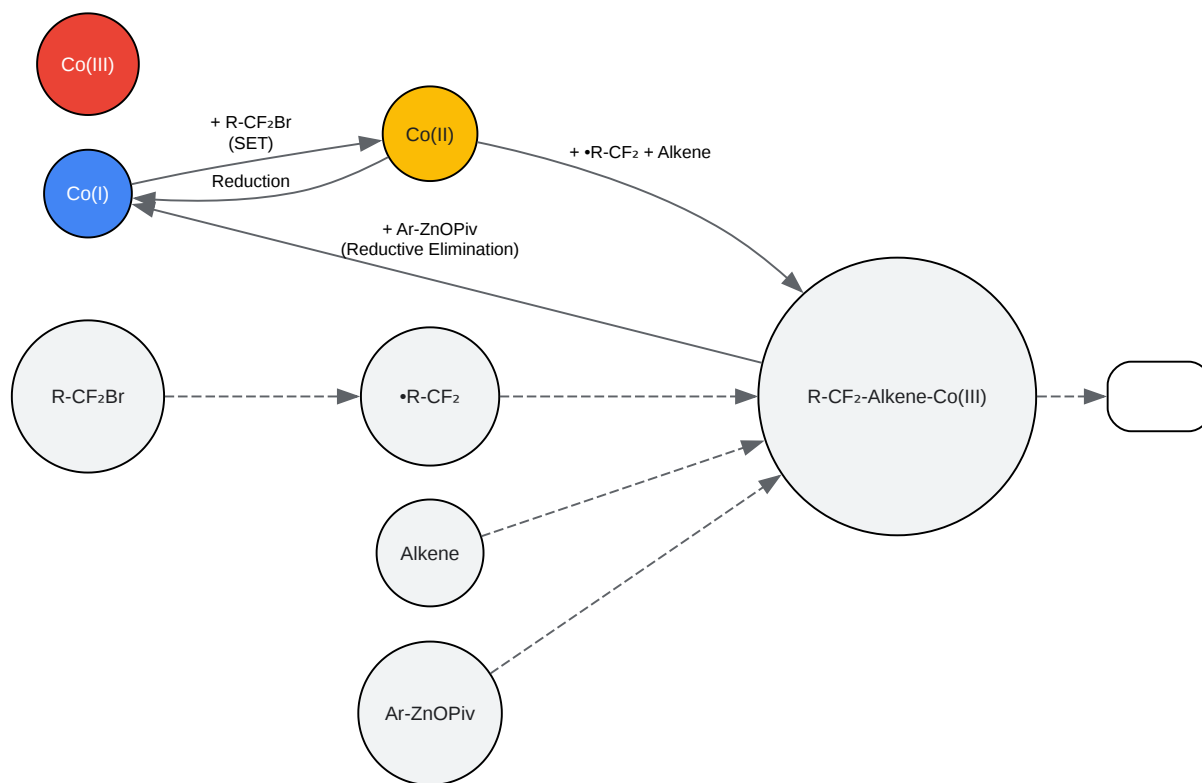 Co(III)
+ R-CF₂Br
(SET)
Co(II)
+ •R-CF₂ + Alkene
Reduction
Co(I)
+ Ar-ZnOPiv
(Reductive Elimination)
R-CF₂Br
•R-CF₂
R-CF₂-Alkene-Co(III)
Alkene
Ar-ZnOPiv